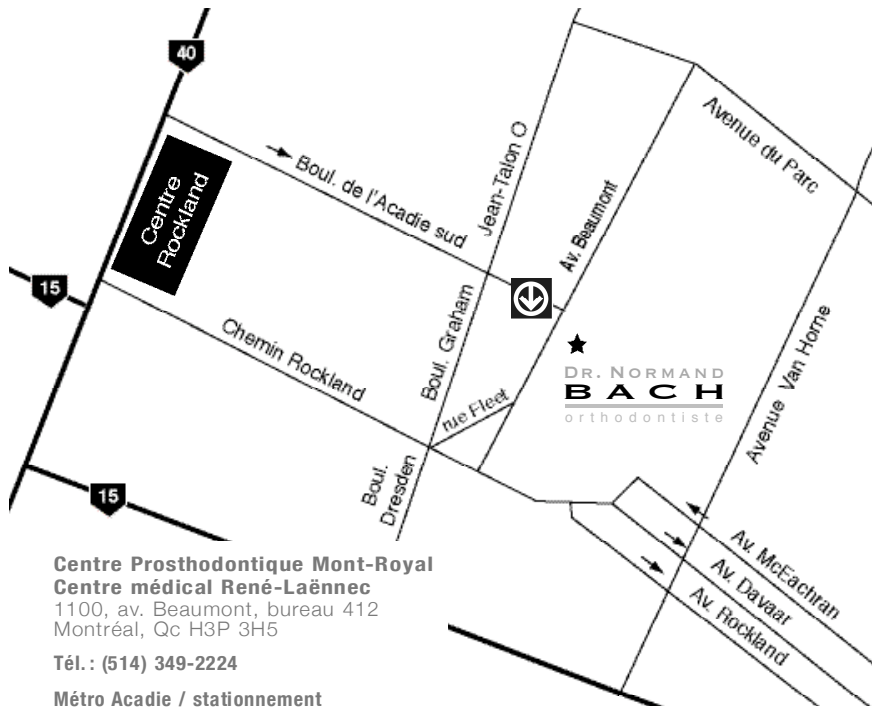 40
Avenue du Parc
Centre
Rockland
Boul. de l'Acadie sud
Jean-Talon O
Av. Beaumont
15
Chemin Rockland
Boul. Graham
rue Fleet
DR. NORMAND
BACH
orthodontiste
Avenue Van Horne
Boul.
Dresden
15
Av. McEachran
Av. Davaar
Av. Rockland
Centre Prosthodontique Mont-Royal
Centre médical René-Laënnec
1100, av. Beaumont, bureau 412
Montréal, Qc H3P 3H5
Tél. : (514) 349-2224
Métro Acadie / stationnement